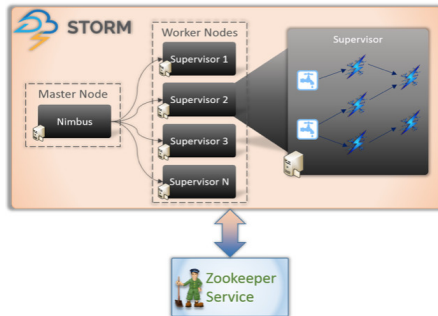 STORM
Worker Nodes
Supervisor
Supervisor 1
Master Node
Supervisor 2
Nimbus
Supervisor 3
Supervisor N
Zookeeper
Service